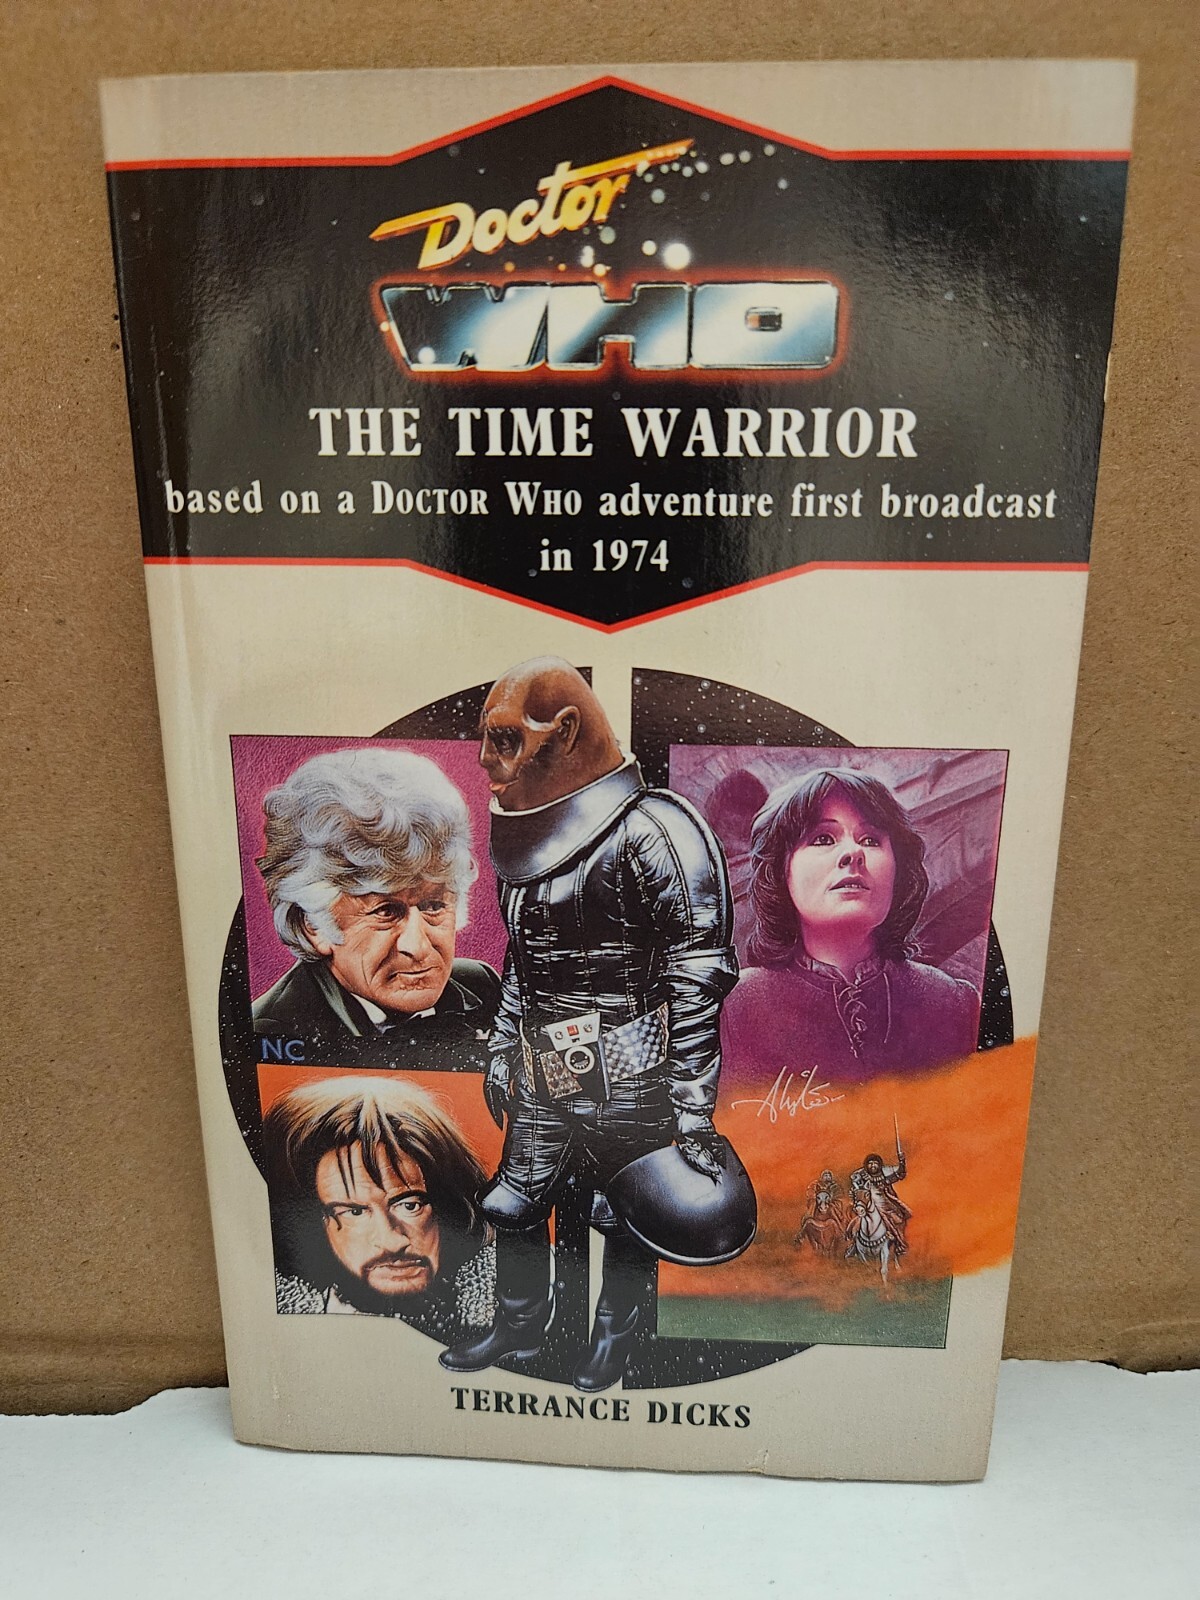 Doctor
WHO
THE TIME WARRIOR
based on a DOCTOR WHO adventure first broadcast
in 1974
NC
TERRANCE DICKS